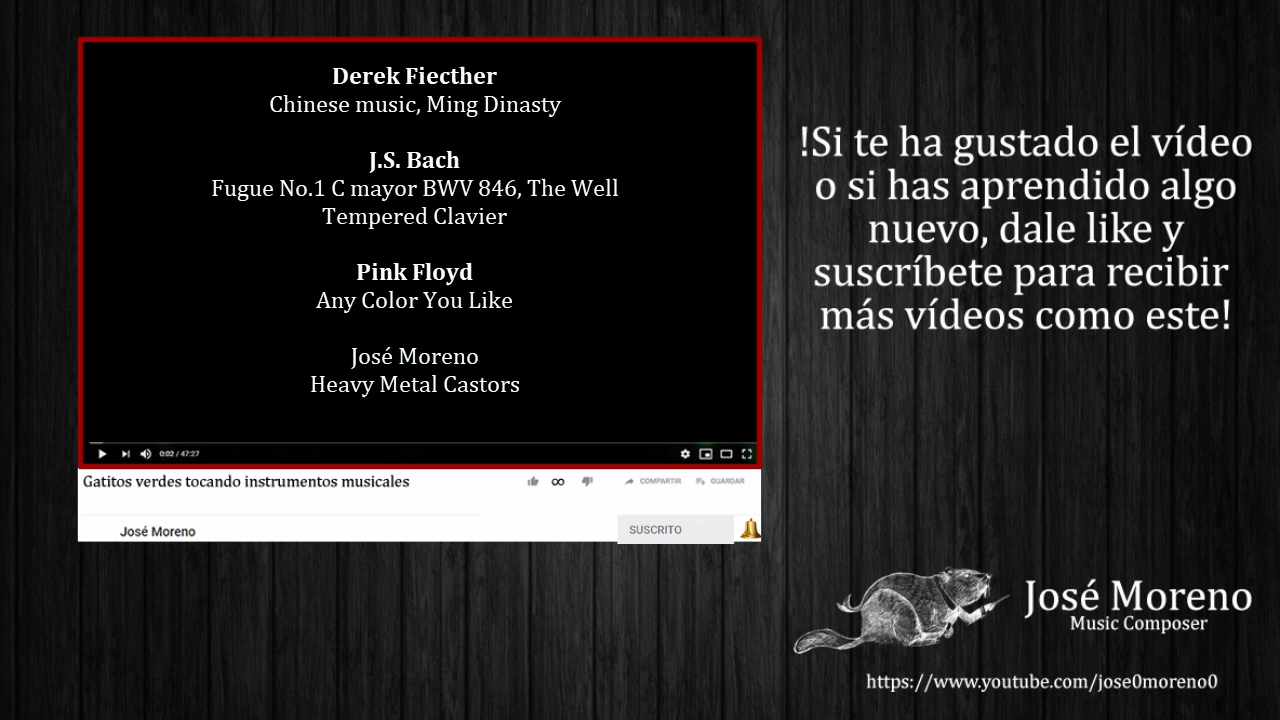 Derek Fiecther
Chinese music, Ming Dinasty
J.S. Bach
Fugue No.1 C mayor BWV 846, The Well
Tempered Clavier
Pink Floyd
Any Color You Like
José Moreno
Heavy Metal Castors
0:02 / 47:27
Gatitos verdes tocando instrumentos musicales
∞
COMPARTIR
GUARDAR
José Moreno
SUSCRITO
!Si te ha gustado el vídeo
o si has aprendido algo
nuevo, dale like y
suscríbete para recibir
más vídeos como este!
José Moreno
Music Composer
https://www.youtube.com/jose0moreno0